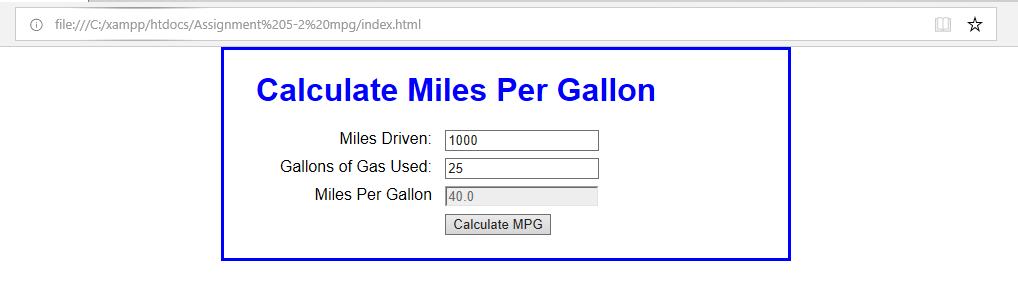 file:///C:/xampp/htdocs/Assignment%205-2%20mpg/index.html
Calculate Miles Per Gallon
Miles Driven: 1000
Gallons of Gas Used: 25
Miles Per Gallon 40.0
Calculate MPG